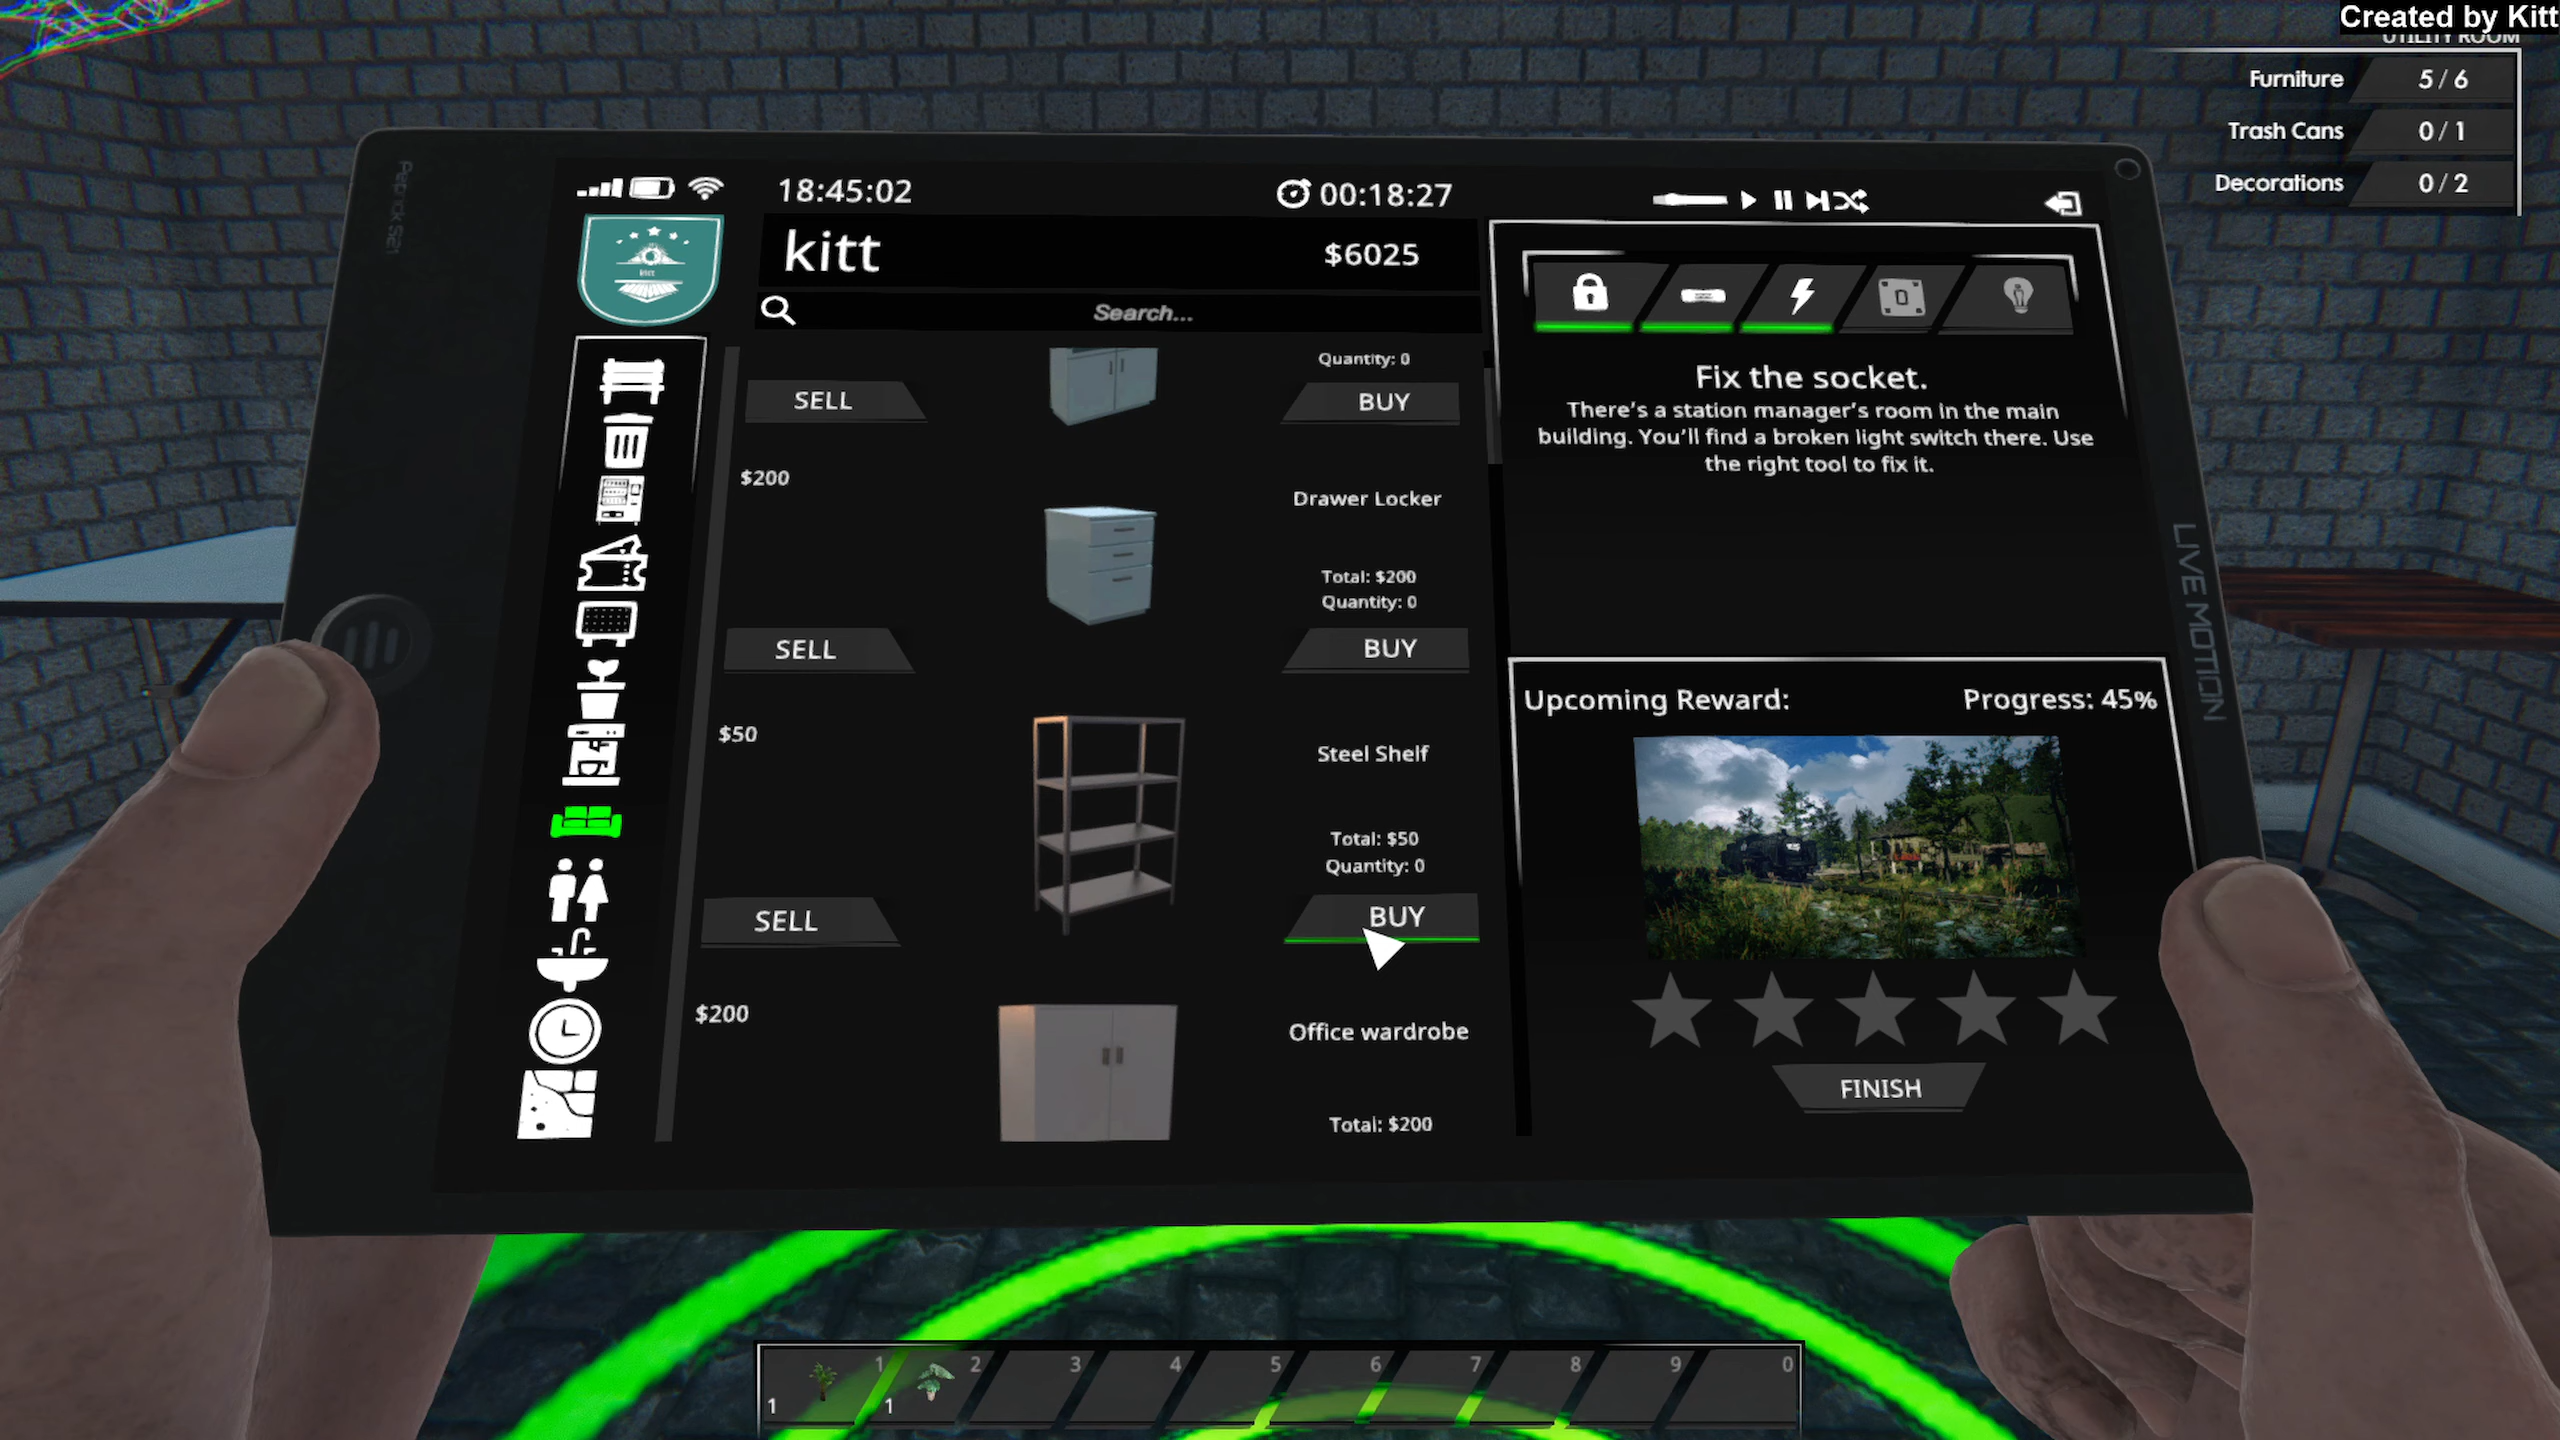 Created by Kitt
UTILITY ROOM
Furniture 5 / 6
Trash Cans 0 / 1
Decorations 0 / 2
18:45:02
00:18:27
kitt
$6025
Search...
Quantity: 0
SELL
BUY
$200
Drawer Locker
Total: $200
Quantity: 0
SELL
BUY
$50
Steel Shelf
Total: $50
Quantity: 0
SELL
BUY
$200
Office wardrobe
Total: $200
Fix the socket.
There's a station manager's room in the main
building. You'll find a broken light switch there. Use
the right tool to fix it.
Upcoming Reward:
Progress: 45%
FINISH
LIVE MOTION
1 2 3 4 5 6 7 8 9 0
1 1